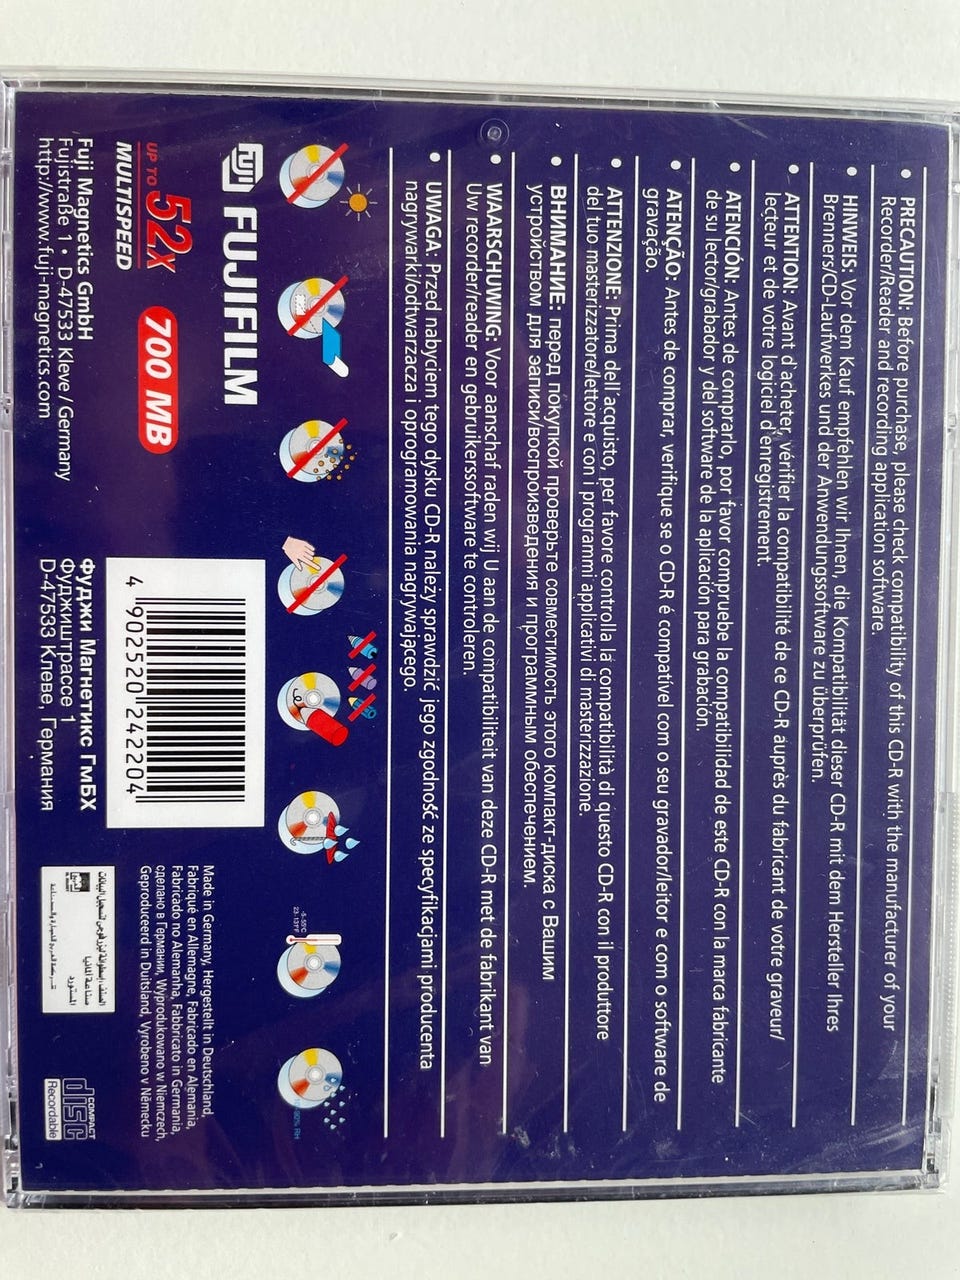 • PRECAUTION: Before purchase, please check compatibility of this CD-R with the manufacturer of your
Recorder/Reader and recording application software.
• HINWEIS: Vor dem Kauf empfehlen wir Ihnen, die Kompatibilität dieser CD-R mit dem Hersteller Ihres
Brenners/CD-Laufwerkes und der Anwendungssoftware zu überprüfen.
• ATTENTION: Avant d'acheter, vérifier la compatibilité de ce CD-R auprès du fabricant de votre graveur/
lecteur et de votre logiciel d'enregistrement.
• ATENCIÓN: Antes de comprarlo, por favor compruebe la compatibilidad de este CD-R con la marca fabricante
de su lector/grabador y del software de la aplicación para grabación.
• ATENÇÃO: Antes de comprar, verifique se o CD-R é compatível com o seu gravador/leitor e com o software de
gravação.
• ATTENZIONE: Prima dell'acquisto, per favore controlla la compatibilità di questo CD-R con il produttore
del tuo masterizzatore/lettore e con i programmi applicativi di masterizzazione.
• ВНИМАНИЕ: перед покупкой проверьте совместимость этого компакт-диска с Вашим
устройством для записи/воспроизведения и программным обеспечением.
• WAARSCHUWING: Voor aanschaf raden wij U aan de compatibiliteit van deze CD-R met de fabrikant van
Uw recorder/reader en gebruikerssoftware te controleren.
• UWAGA: Przed nabyciem tego dysku CD-R należy sprawdzić jego zgodność ze specyfikacjami producenta
nagrywarki/odtwarzacza i oprogramowania nagrywającego.
-5-55°C
23-131°F
90% RH
FUJI FUJIFILM
UP TO 52x
MULTISPEED
700 MB
Fuji Magnetics GmbH
Fujistraße 1 • D-47533 Kleve / Germany
http://www.fuji-magnetics.com
4 902520 242204
Фуджи Магнетикс ГмБХ
Фуджиштрассе 1
D-47533 Клеве, Германия
Made in Germany, Hergestellt in Deutschland,
Fabriqué en Allemagne, Fabricado en Alemania,
Fabricado no Alemanha, Fabbricato in Germania,
сделано в Германии, Wyprodukowano w Niemczech,
Geproduceerd in Duitsland, Vyrobeno v Německu
صناعة المانيا
المستورد
COMPACT
disc
Recordable